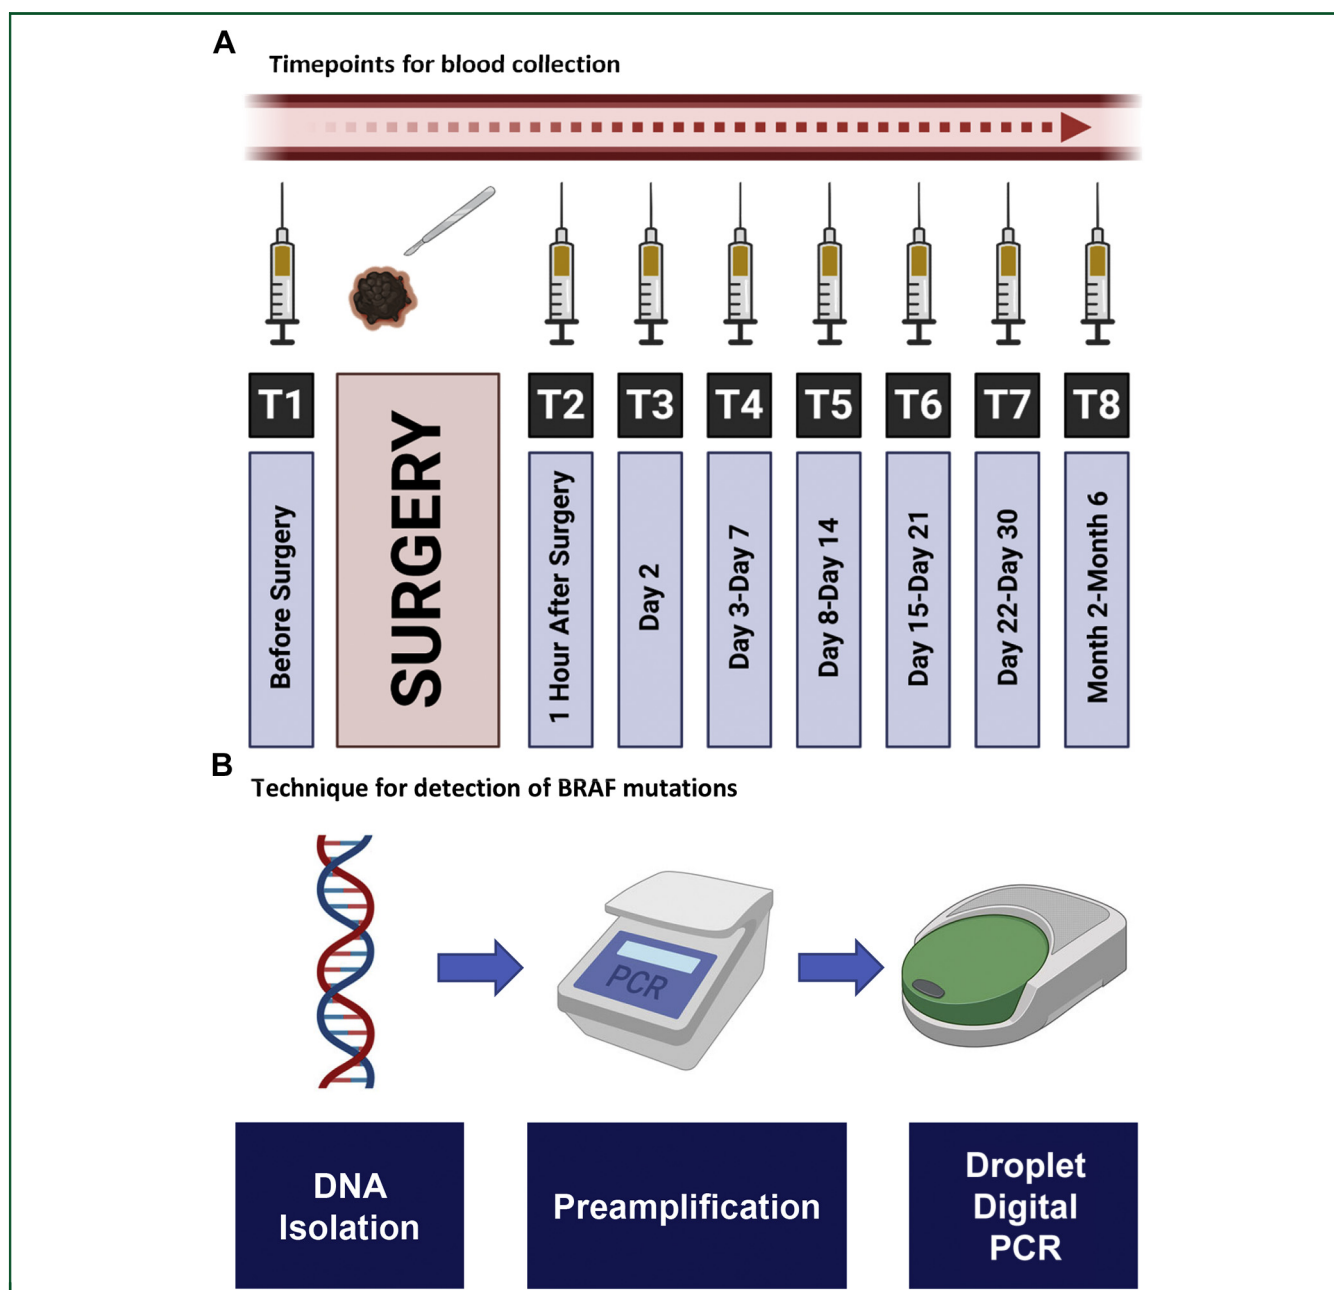 A
Timepoints for blood collection
T1
SURGERY
T2
T3
T4
T5
T6
T7
T8
Before Surgery
1 Hour After Surgery
Day 2
Day 3-Day 7
Day 8-Day 14
Day 15-Day 21
Day 22-Day 30
Month 2-Month 6
B
Technique for detection of BRAF mutations
PCR
DNA
Isolation
Preamplification
Droplet
Digital
PCR